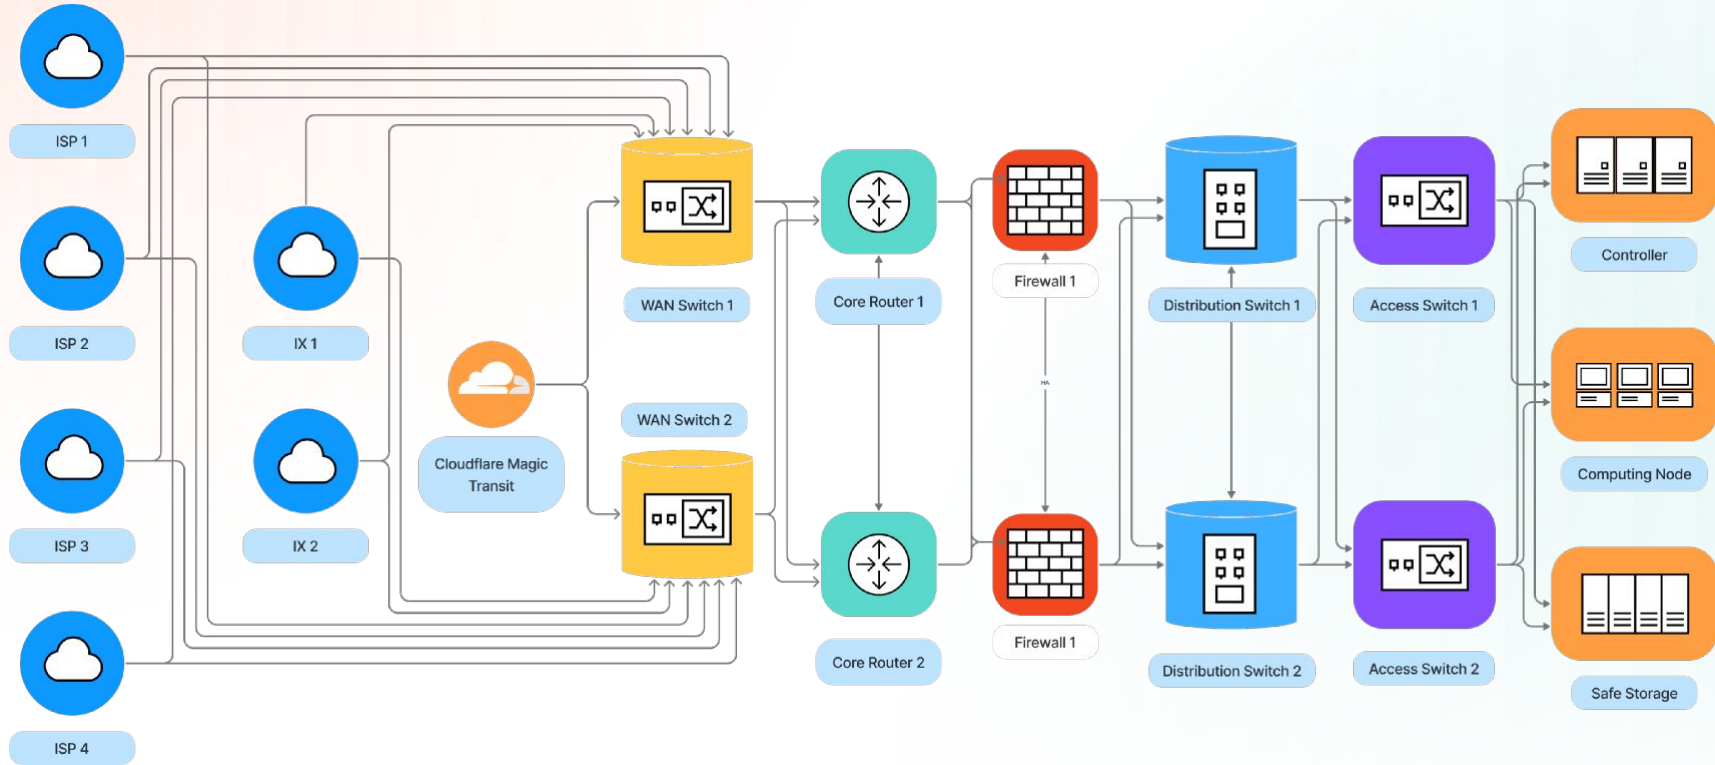 ISP 1
ISP 2
ISP 3
ISP 4
IX 1
IX 2
Cloudflare Magic
Transit
WAN Switch 1
WAN Switch 2
Core Router 1
Core Router 2
Firewall 1
HA
Firewall 1
Distribution Switch 1
Distribution Switch 2
Access Switch 1
Access Switch 2
Controller
Computing Node
Safe Storage